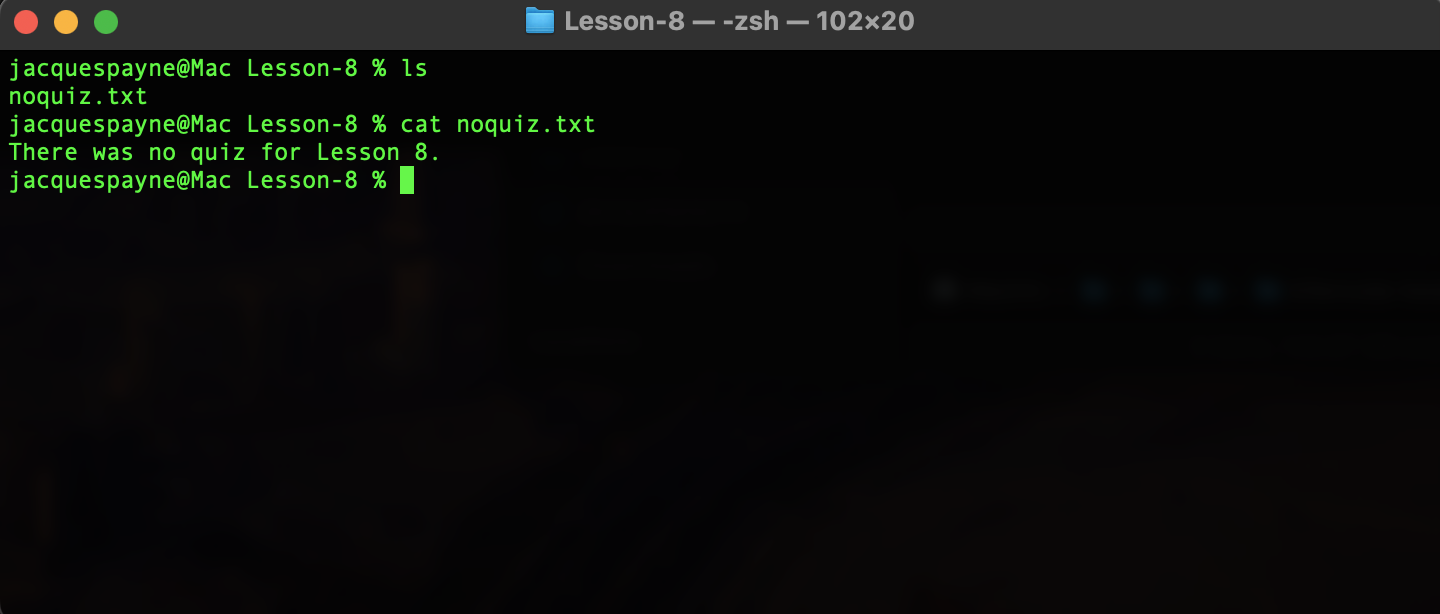 Lesson-8 — -zsh — 102×20
jacquespayne@Mac Lesson-8 % ls
noquiz.txt
jacquespayne@Mac Lesson-8 % cat noquiz.txt
There was no quiz for Lesson 8.
jacquespayne@Mac Lesson-8 %